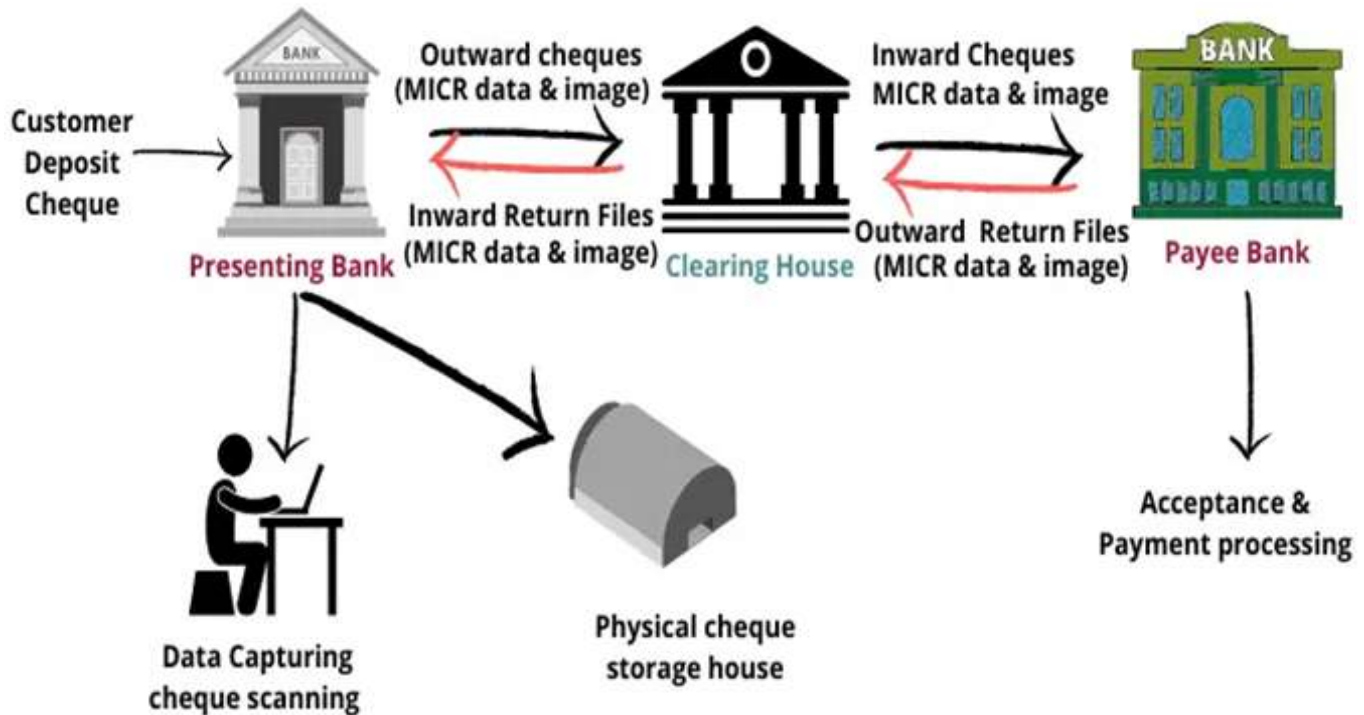 BANK
Customer
Deposit
Cheque
Presenting Bank
Outward cheques
(MICR data & image)
Inward Return Files
(MICR data & image)
Clearing House
Inward Cheques
MICR data & image
Outward Return Files
(MICR data & image)
BANK
Payee Bank
Data Capturing
cheque scanning
Physical cheque
storage house
Acceptance &
Payment processing